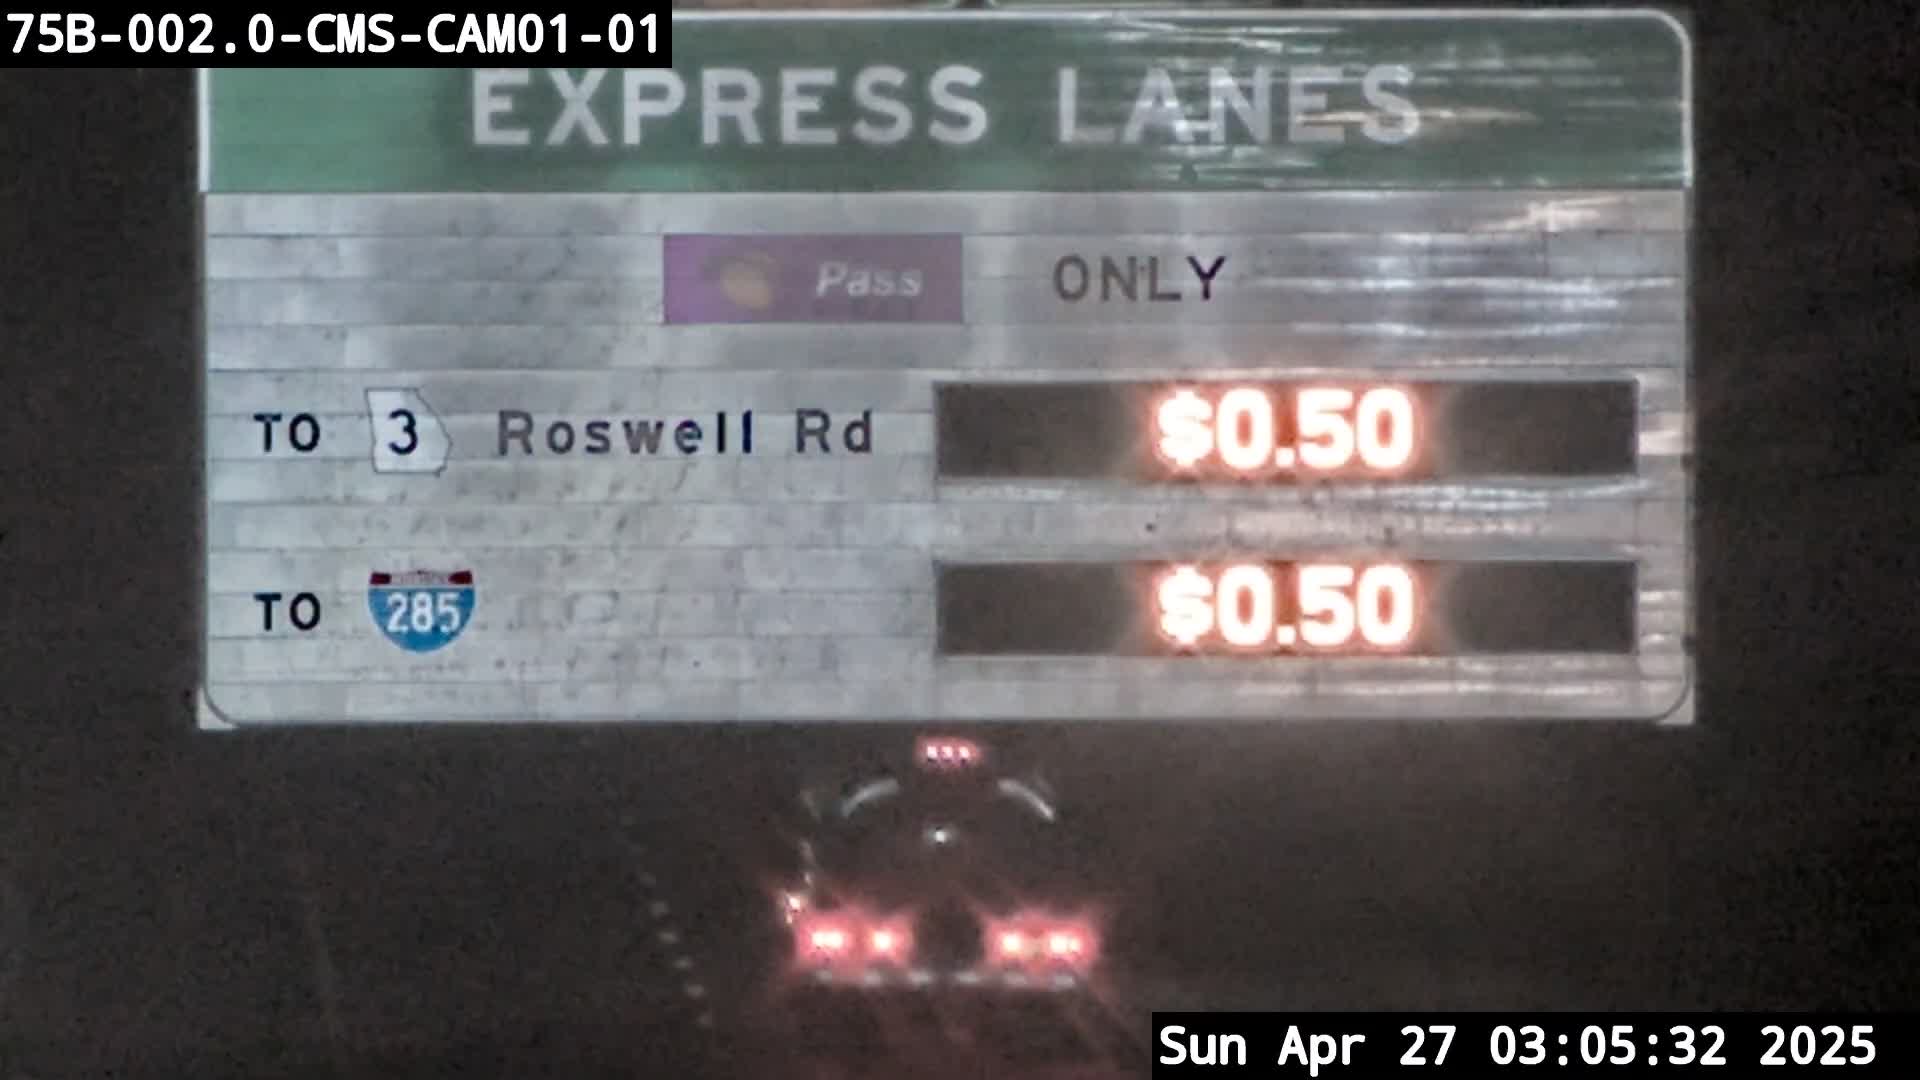 75B-002.0-CMS-CAM01-01
EXPRESS LANES
Pass ONLY
TO 3 Roswell Rd $0.50
TO 285 $0.50
Sun Apr 27 03:05:32 2025